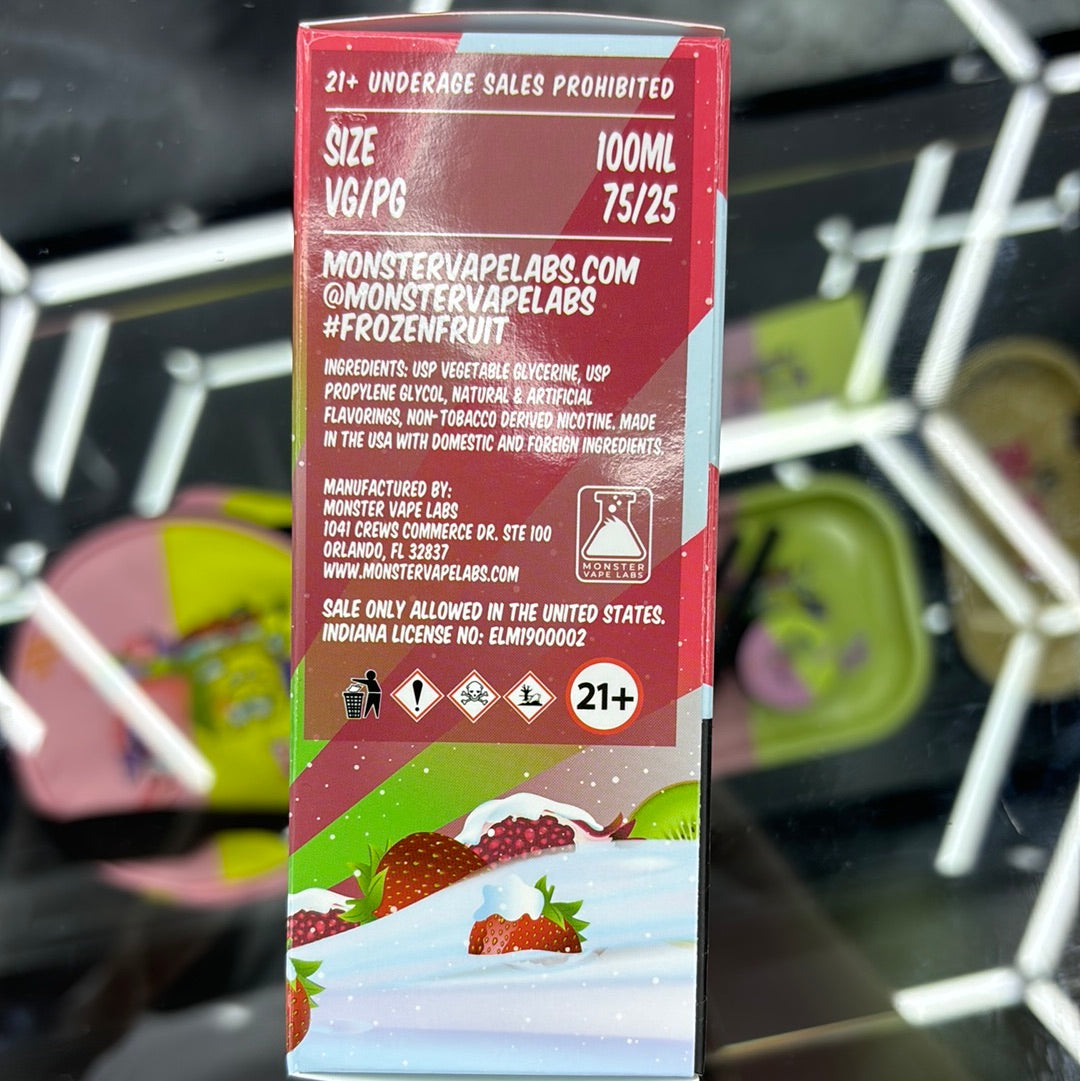 21+ UNDERAGE SALES PROHIBITED
SIZE 100ML
VG/PG 75/25
MONSTERVAPELABS.COM
@MONSTERVAPELABS
#FROZENFRUIT
INGREDIENTS: USP VEGETABLE GLYCERINE, USP
PROPYLENE GLYCOL, NATURAL & ARTIFICIAL
FLAVORINGS, NON-TOBACCO DERIVED NICOTINE. MADE
IN THE USA WITH DOMESTIC AND FOREIGN INGREDIENTS.
MANUFACTURED BY:
MONSTER VAPE LABS
1041 CREWS COMMERCE DR. STE 100
ORLANDO, FL 32837
WWW.MONSTERVAPELABS.COM
MONSTER
VAPE LABS
SALE ONLY ALLOWED IN THE UNITED STATES.
INDIANA LICENSE NO: ELM1900002
21+